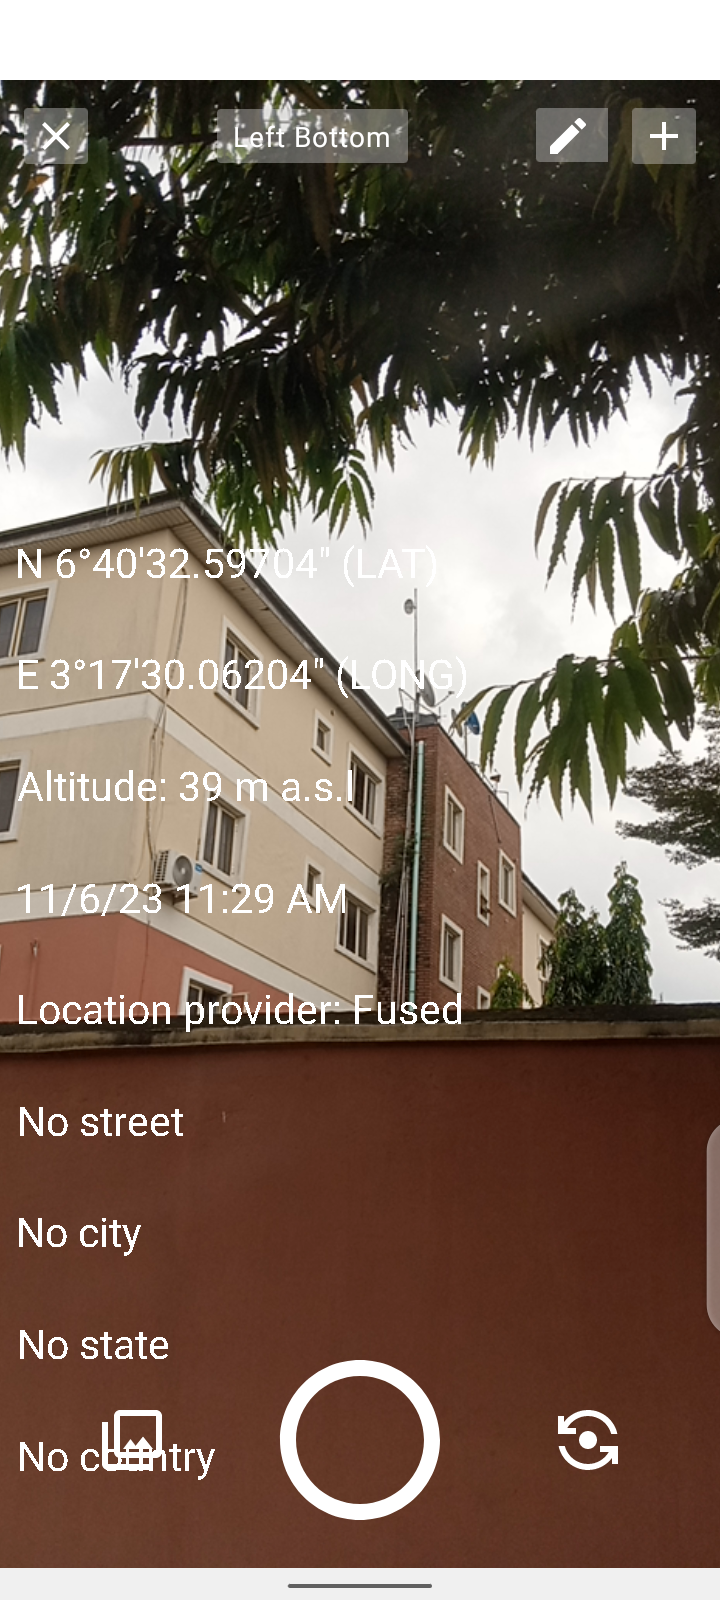 Left Bottom
N 6°40'32.59704" (LAT)
E 3°17'30.06204" (LONG)
Altitude: 39 m a.s.l
11/6/23 11:29 AM
Location provider: Fused
No street
No city
No state
No country